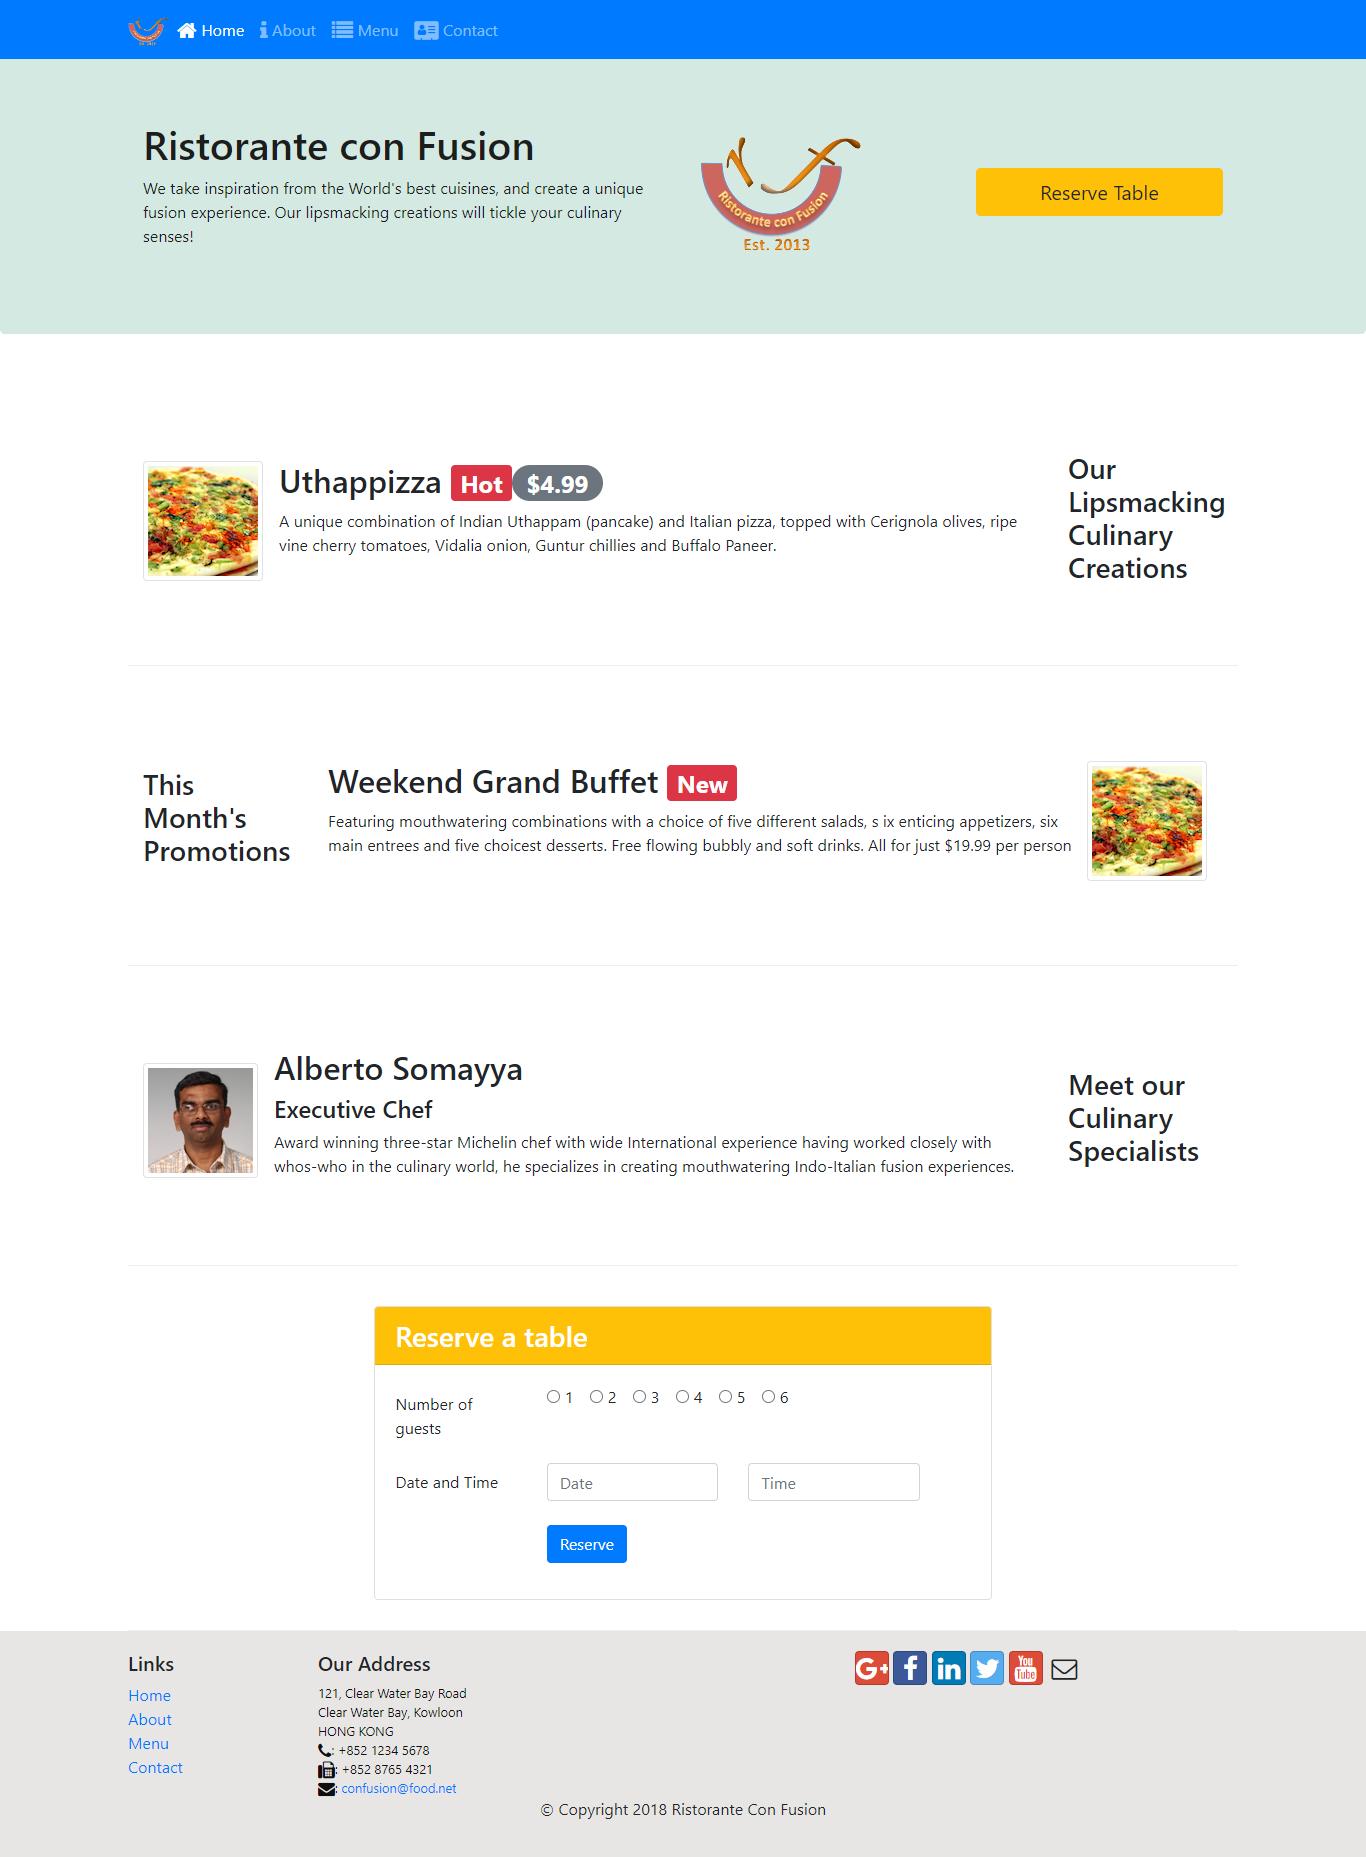 Home About Menu Contact
Ristorante con Fusion
We take inspiration from the World's best cuisines, and create a unique
fusion experience. Our lipsmacking creations will tickle your culinary
senses!
Ristorante con Fusion
Est. 2013
Reserve Table
Uthappizza Hot $4.99
A unique combination of Indian Uthappam (pancake) and Italian pizza, topped with Cerignola olives, ripe
vine cherry tomatoes, Vidalia onion, Guntur chillies and Buffalo Paneer.
Our
Lipsmacking
Culinary
Creations
This
Month's
Promotions
Weekend Grand Buffet New
Featuring mouthwatering combinations with a choice of five different salads, s ix enticing appetizers, six
main entrees and five choicest desserts. Free flowing bubbly and soft drinks. All for just $19.99 per person
Alberto Somayya
Executive Chef
Award winning three-star Michelin chef with wide International experience having worked closely with
whos-who in the culinary world, he specializes in creating mouthwatering Indo-Italian fusion experiences.
Meet our
Culinary
Specialists
Reserve a table
Number of
guests
1 2 3 4 5 6
Date and Time
Date
Time
Reserve
Links
Home
About
Menu
Contact
Our Address
121, Clear Water Bay Road
Clear Water Bay, Kowloon
HONG KONG
: +852 1234 5678
: +852 8765 4321
: confusion@food.net
G+ f in You Tube
© Copyright 2018 Ristorante Con Fusion